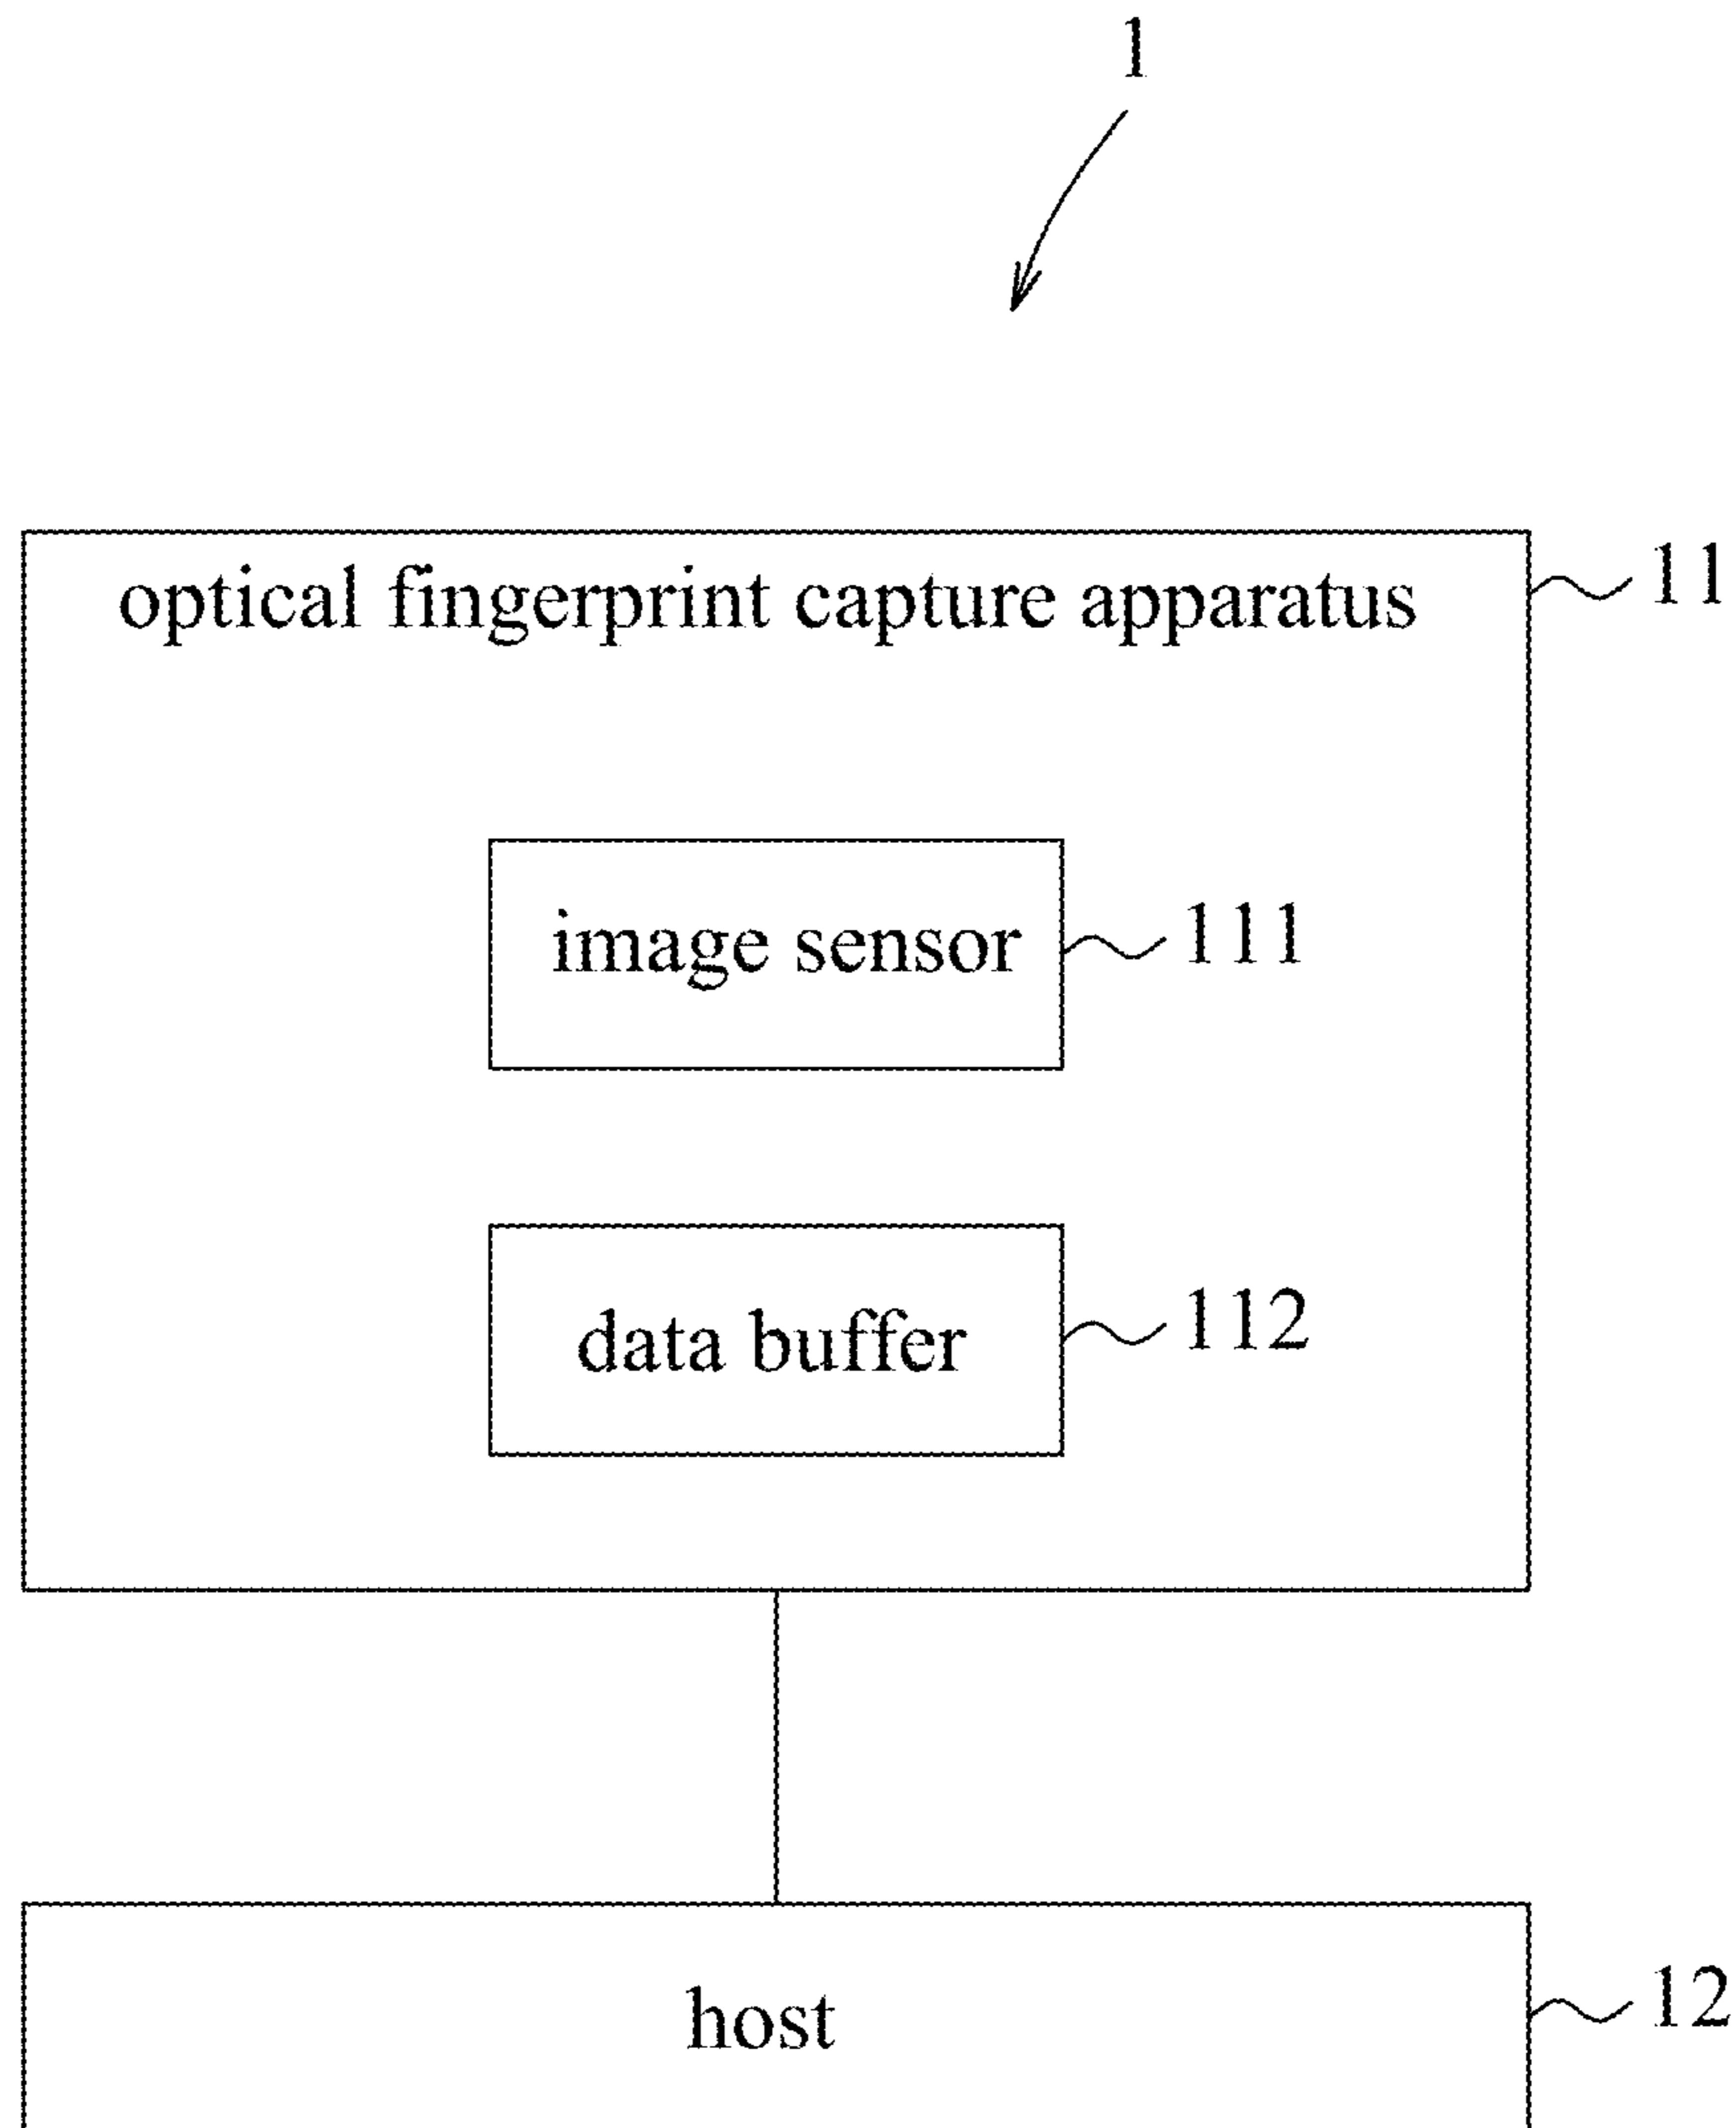 1
optical fingerprint capture apparatus
11
image sensor
111
data buffer
112
host
12